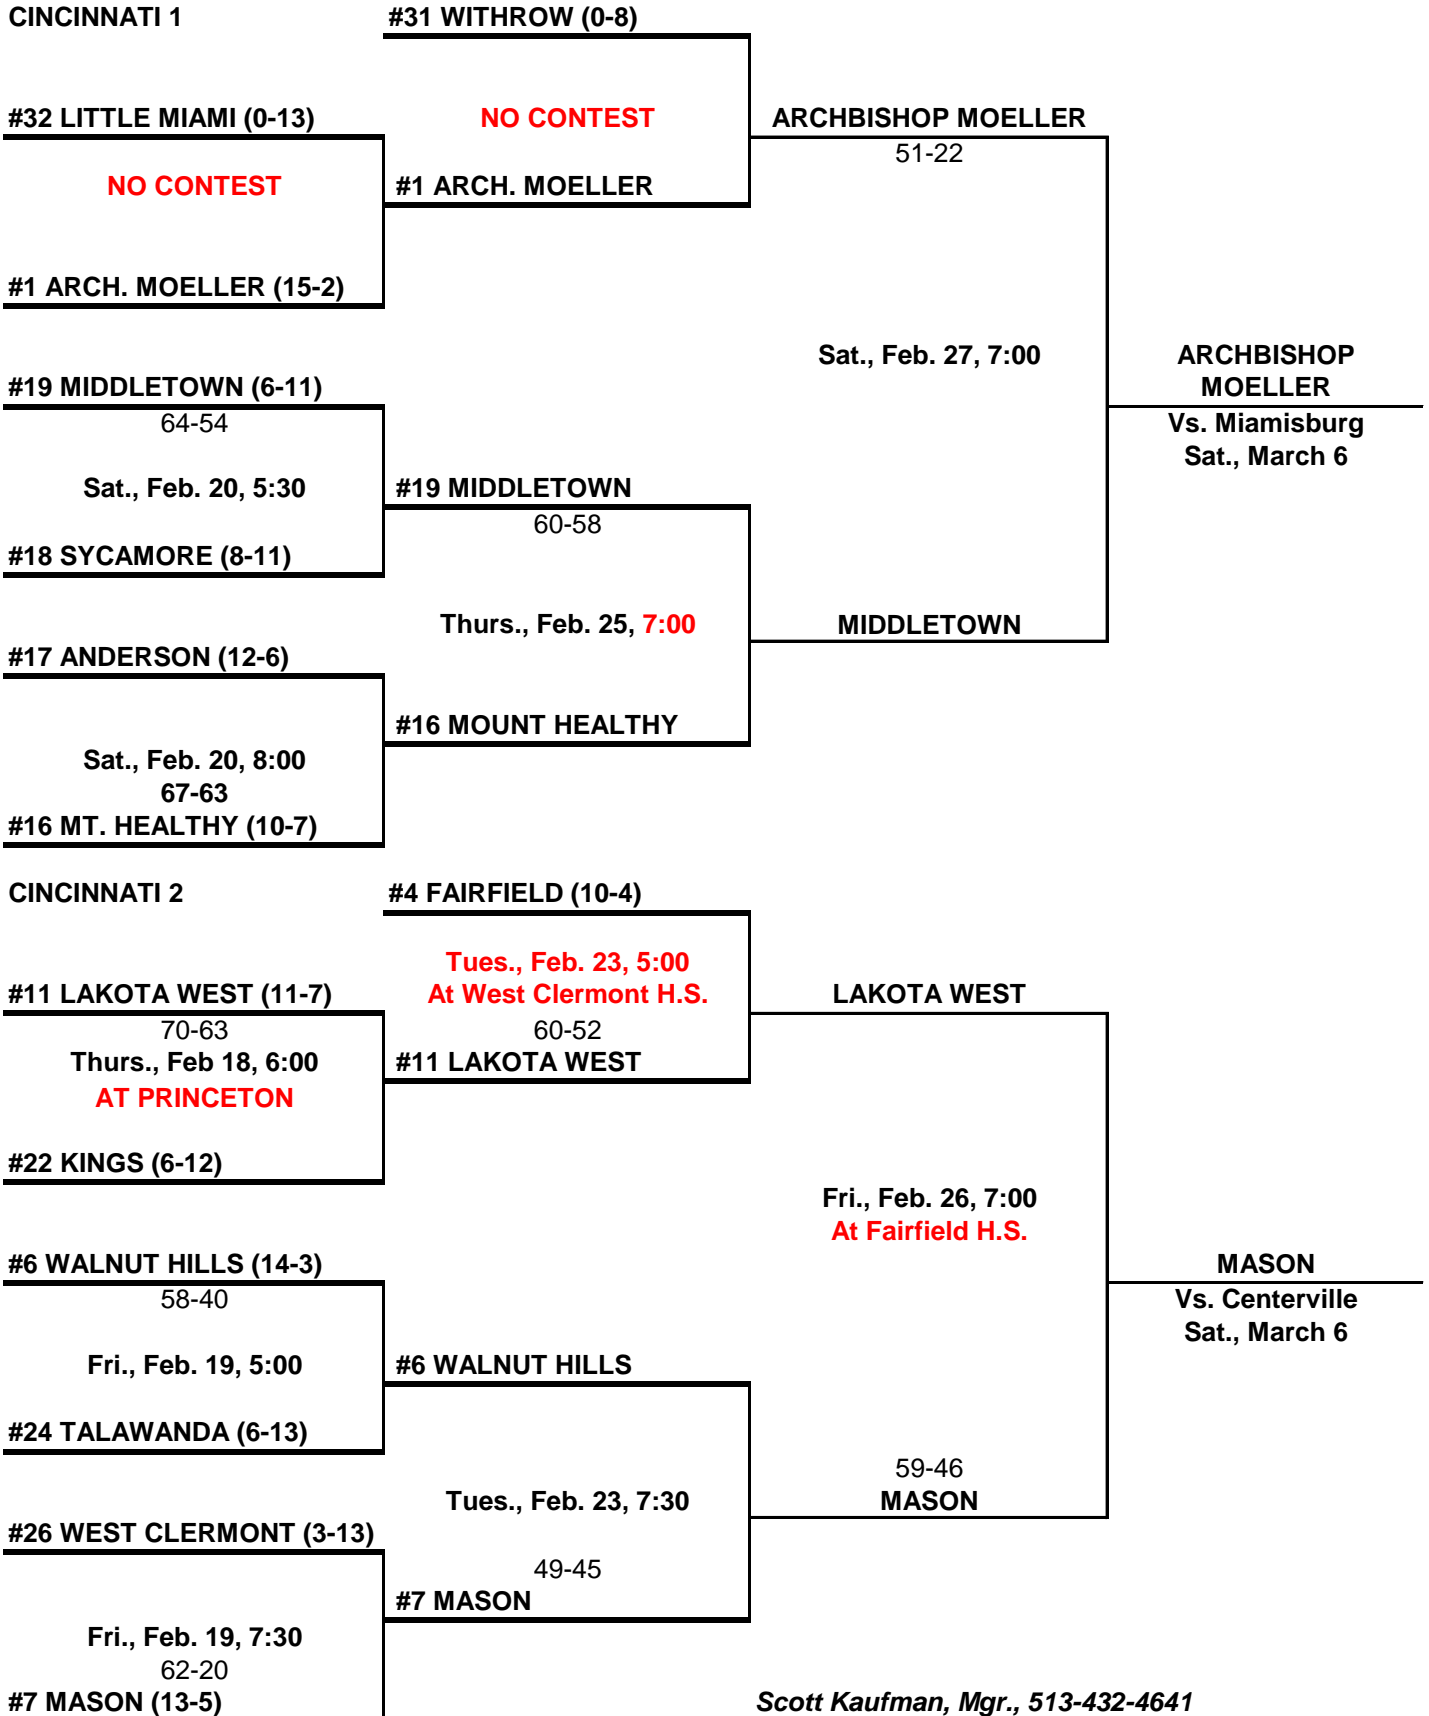 CINCINNATI 1
#31 WITHROW (0-8)
#32 LITTLE MIAMI (0-13)
NO CONTEST
ARCHBISHOP MOELLER
51-22
NO CONTEST
#1 ARCH. MOELLER
#1 ARCH. MOELLER (15-2)
Sat., Feb. 27, 7:00
ARCHBISHOP
MOELLER
#19 MIDDLETOWN (6-11)
64-54
Vs. Miamisburg
Sat., March 6
Sat., Feb. 20, 5:30
#19 MIDDLETOWN
60-58
#18 SYCAMORE (8-11)
Thurs., Feb. 25, 7:00
MIDDLETOWN
#17 ANDERSON (12-6)
#16 MOUNT HEALTHY
Sat., Feb. 20, 8:00
67-63
#16 MT. HEALTHY (10-7)
CINCINNATI 2
#4 FAIRFIELD (10-4)
Tues., Feb. 23, 5:00
#11 LAKOTA WEST (11-7)
At West Clermont H.S.
LAKOTA WEST
70-63
60-52
Thurs., Feb 18, 6:00
#11 LAKOTA WEST
AT PRINCETON
#22 KINGS (6-12)
Fri., Feb. 26, 7:00
At Fairfield H.S.
#6 WALNUT HILLS (14-3)
MASON
58-40
Vs. Centerville
Sat., March 6
Fri., Feb. 19, 5:00
#6 WALNUT HILLS
#24 TALAWANDA (6-13)
59-46
Tues., Feb. 23, 7:30
MASON
#26 WEST CLERMONT (3-13)
49-45
#7 MASON
Fri., Feb. 19, 7:30
62-20
#7 MASON (13-5)
Scott Kaufman, Mgr., 513-432-4641